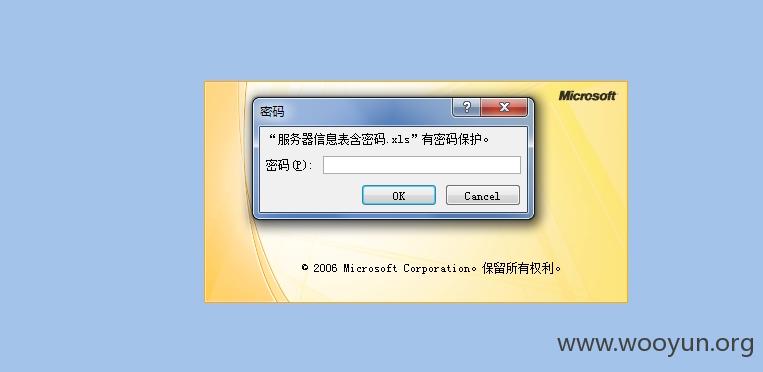 Microsoft
密码
“服务器信息表含密码.xls”有密码保护。
密码(P):
OK
Cancel
© 2006 Microsoft Corporation。保留所有权利。
www.wooyun.org